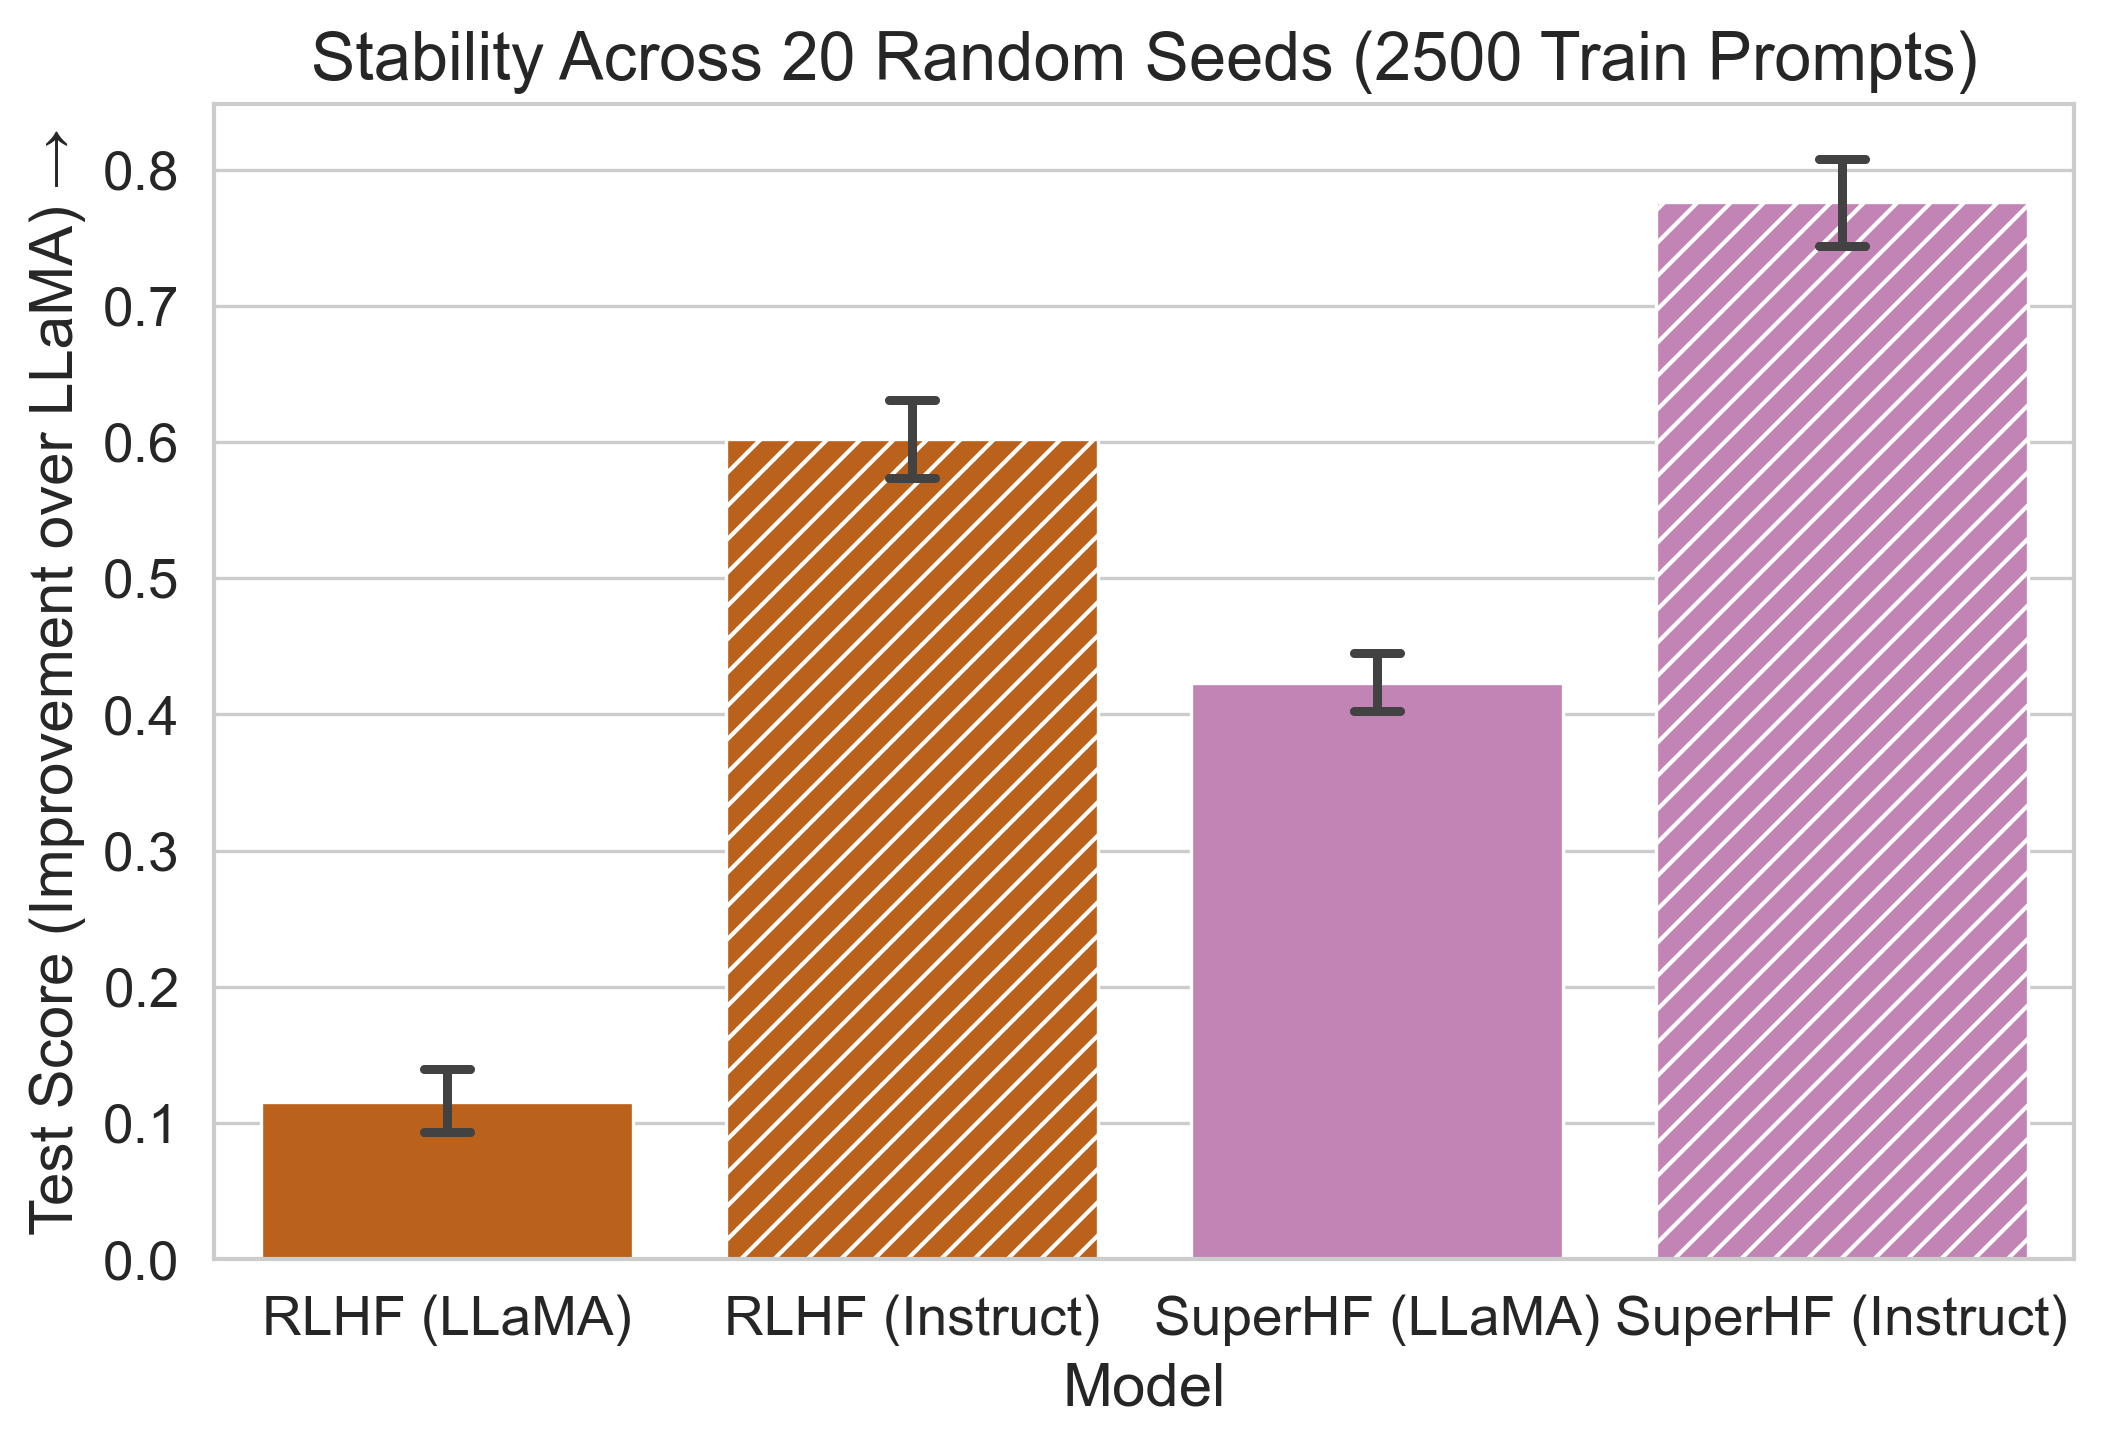 Stability Across 20 Random Seeds (2500 Train Prompts)
Test Score (Improvement over LLaMA) →
0.8
0.7
0.6
0.5
0.4
0.3
0.2
0.1
0.0
RLHF (LLaMA)
RLHF (Instruct)
SuperHF (LLaMA)
SuperHF (Instruct)
Model